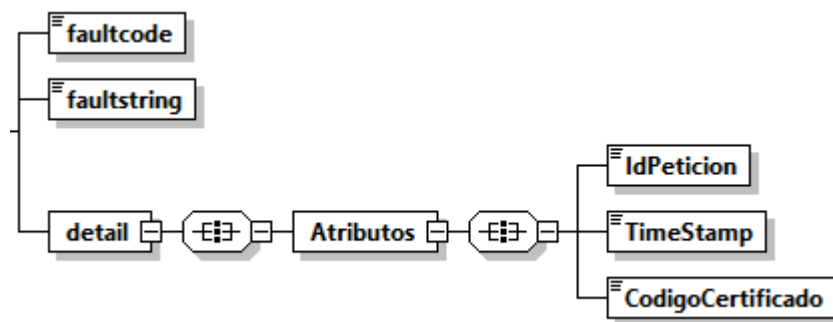 faultcode
faultstring
detail
Atributos
IdPeticion
TimeStamp
CodigoCertificado